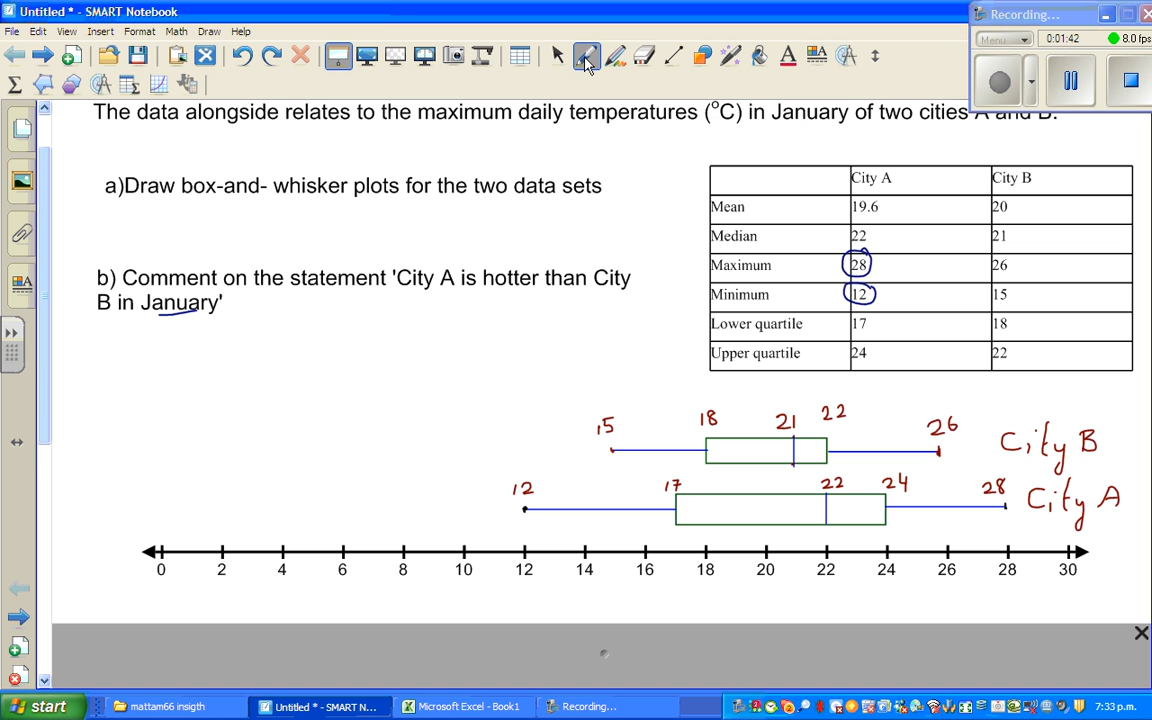 Untitled * - SMART Notebook
File Edit View Insert Format Math Draw Help
Recording...
Menu 0:01:42 8.0 fps
The data alongside relates to the maximum daily temperatures (°C) in January of two cities A and B.
a)Draw box-and- whisker plots for the two data sets
b) Comment on the statement 'City A is hotter than City
B in January'
City A City B
Mean 19.6 20
Median 22 21
Maximum 28 26
Minimum 12 15
Lower quartile 17 18
Upper quartile 24 22
15 18 21 22 26 City B
12 17 22 24 28 City A
0 2 4 6 8 10 12 14 16 18 20 22 24 26 28 30
start mattam66 insigth Untitled * - SMART N... Microsoft Excel - Book1 Recording... 7:33 p.m.